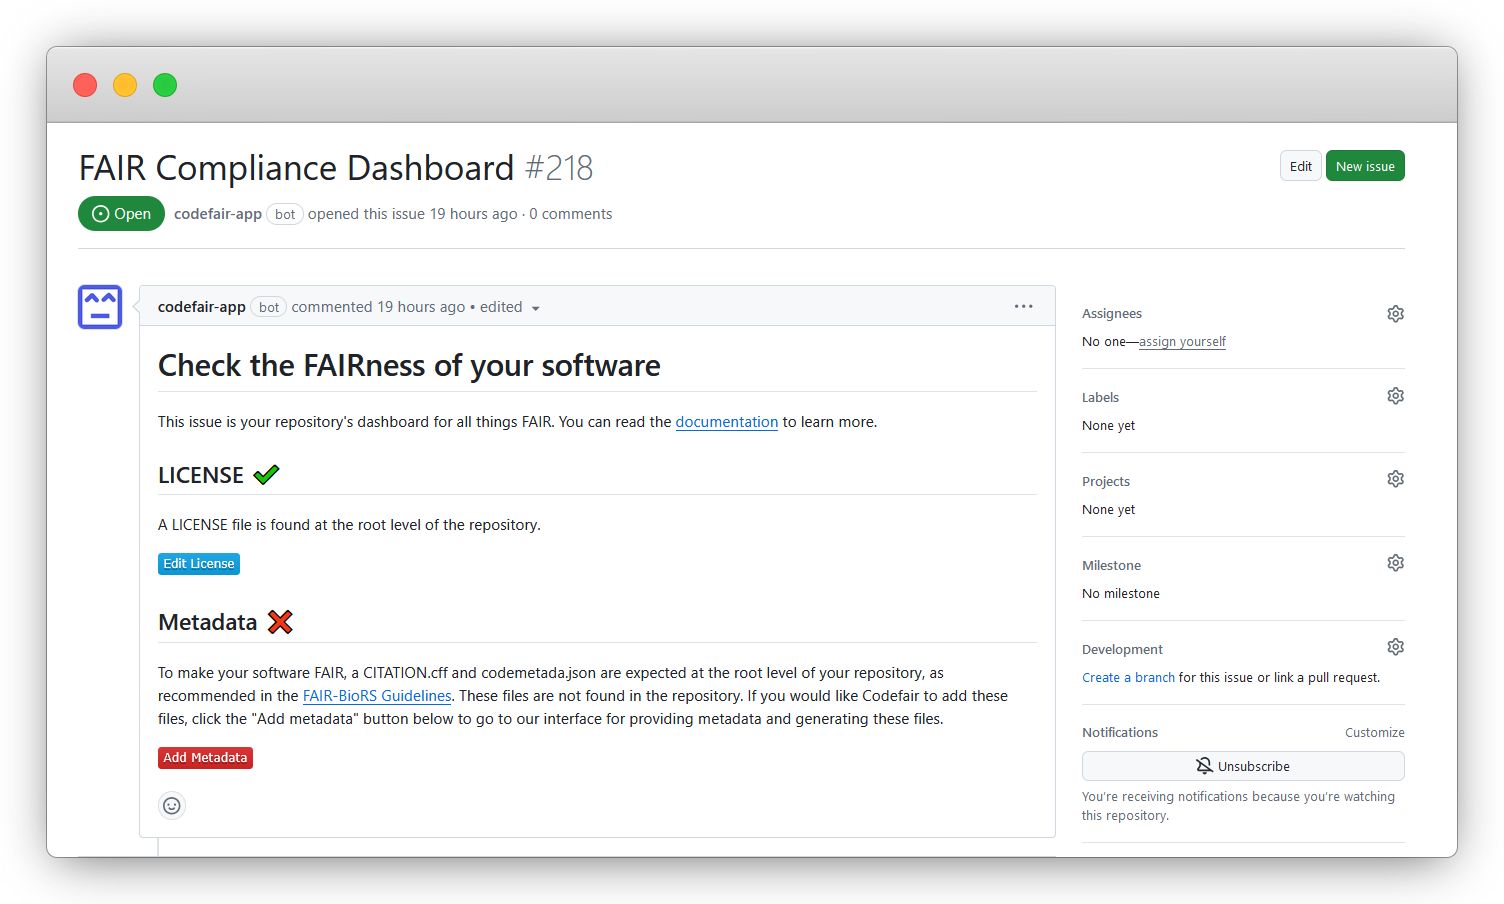 FAIR Compliance Dashboard #218
Edit
New issue
Open
codefair-app bot opened this issue 19 hours ago · 0 comments
codefair-app bot commented 19 hours ago • edited
Check the FAIRness of your software
This issue is your repository's dashboard for all things FAIR. You can read the documentation to learn more.
LICENSE
A LICENSE file is found at the root level of the repository.
Edit License
Metadata
To make your software FAIR, a CITATION.cff and codemetada.json are expected at the root level of your repository, as
recommended in the FAIR-BioRS Guidelines. These files are not found in the repository. If you would like Codefair to add these
files, click the "Add metadata" button below to go to our interface for providing metadata and generating these files.
Add Metadata
Assignees
No one—assign yourself
Labels
None yet
Projects
None yet
Milestone
No milestone
Development
Create a branch for this issue or link a pull request.
Notifications
Customize
Unsubscribe
You're receiving notifications because you're watching
this repository.